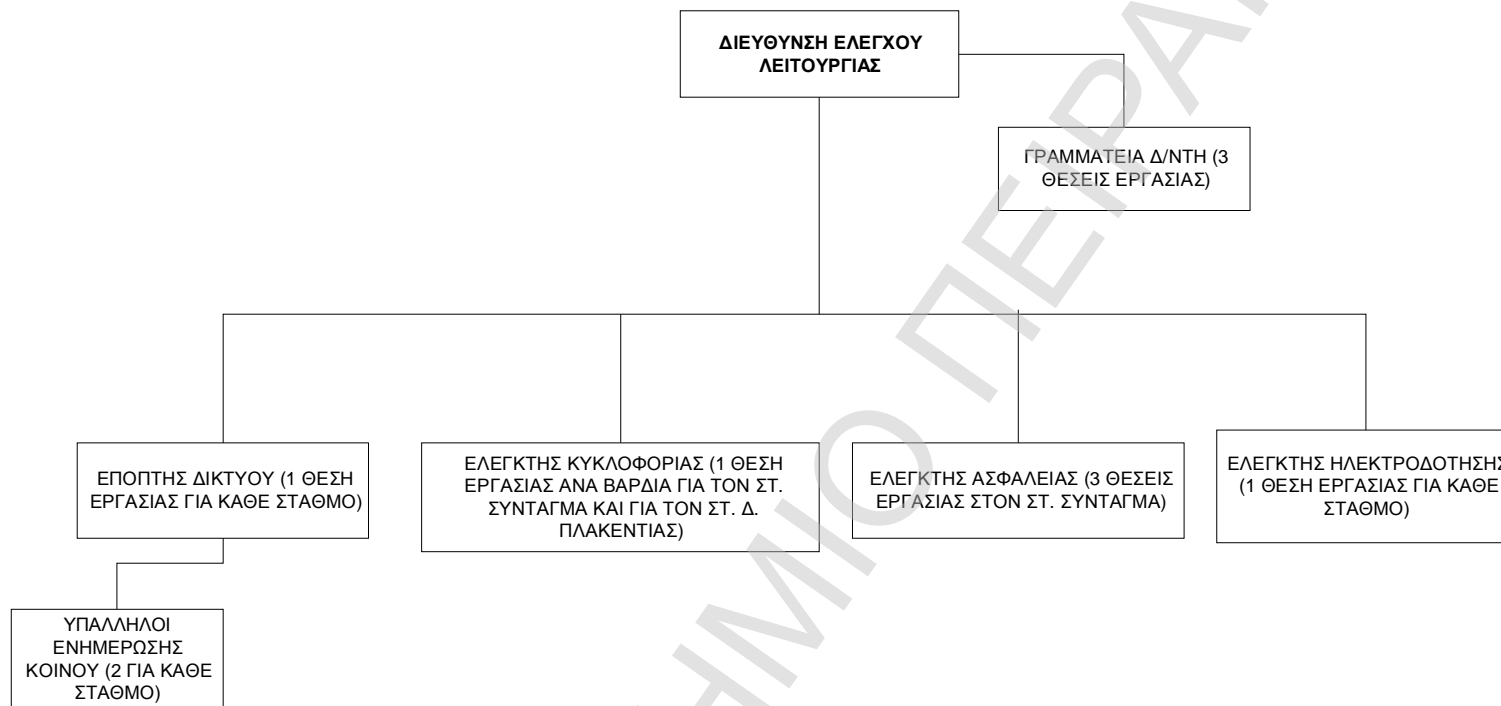 ΔΙΕΥΘΥΝΣΗ ΕΛΕΓΧΟΥ
ΛΕΙΤΟΥΡΓΙΑΣ
ΓΡΑΜΜΑΤΕΙΑ Δ/ΝΤΗ (3
ΘΕΣΕΙΣ ΕΡΓΑΣΙΑΣ)
ΕΠΟΠΤΗΣ ΔΙΚΤΥΟΥ (1 ΘΕΣΗ
ΕΡΓΑΣΙΑΣ ΓΙΑ ΚΑΘΕ ΣΤΑΘΜΟ)
ΕΛΕΓΚΤΗΣ ΚΥΚΛΟΦΟΡΙΑΣ (1 ΘΕΣΗ
ΕΡΓΑΣΙΑΣ ΑΝΑ ΒΑΡΔΙΑ ΓΙΑ ΤΟΝ ΣΤ.
ΣΥΝΤΑΓΜΑ ΚΑΙ ΓΙΑ ΤΟΝ ΣΤ. Δ.
ΠΛΑΚΕΝΤΙΑΣ)
ΕΛΕΓΚΤΗΣ ΑΣΦΑΛΕΙΑΣ (3 ΘΕΣΕΙΣ
ΕΡΓΑΣΙΑΣ ΣΤΟΝ ΣΤ. ΣΥΝΤΑΓΜΑ)
ΕΛΕΓΚΤΗΣ ΗΛΕΚΤΡΟΔΟΤΗΣΗΣ
(1 ΘΕΣΗ ΕΡΓΑΣΙΑΣ ΓΙΑ ΚΑΘΕ
ΣΤΑΘΜΟ)
ΥΠΑΛΛΗΛΟΙ
ΕΝΗΜΕΡΩΣΗΣ
ΚΟΙΝΟΥ (2 ΓΙΑ ΚΑΘΕ
ΣΤΑΘΜΟ)